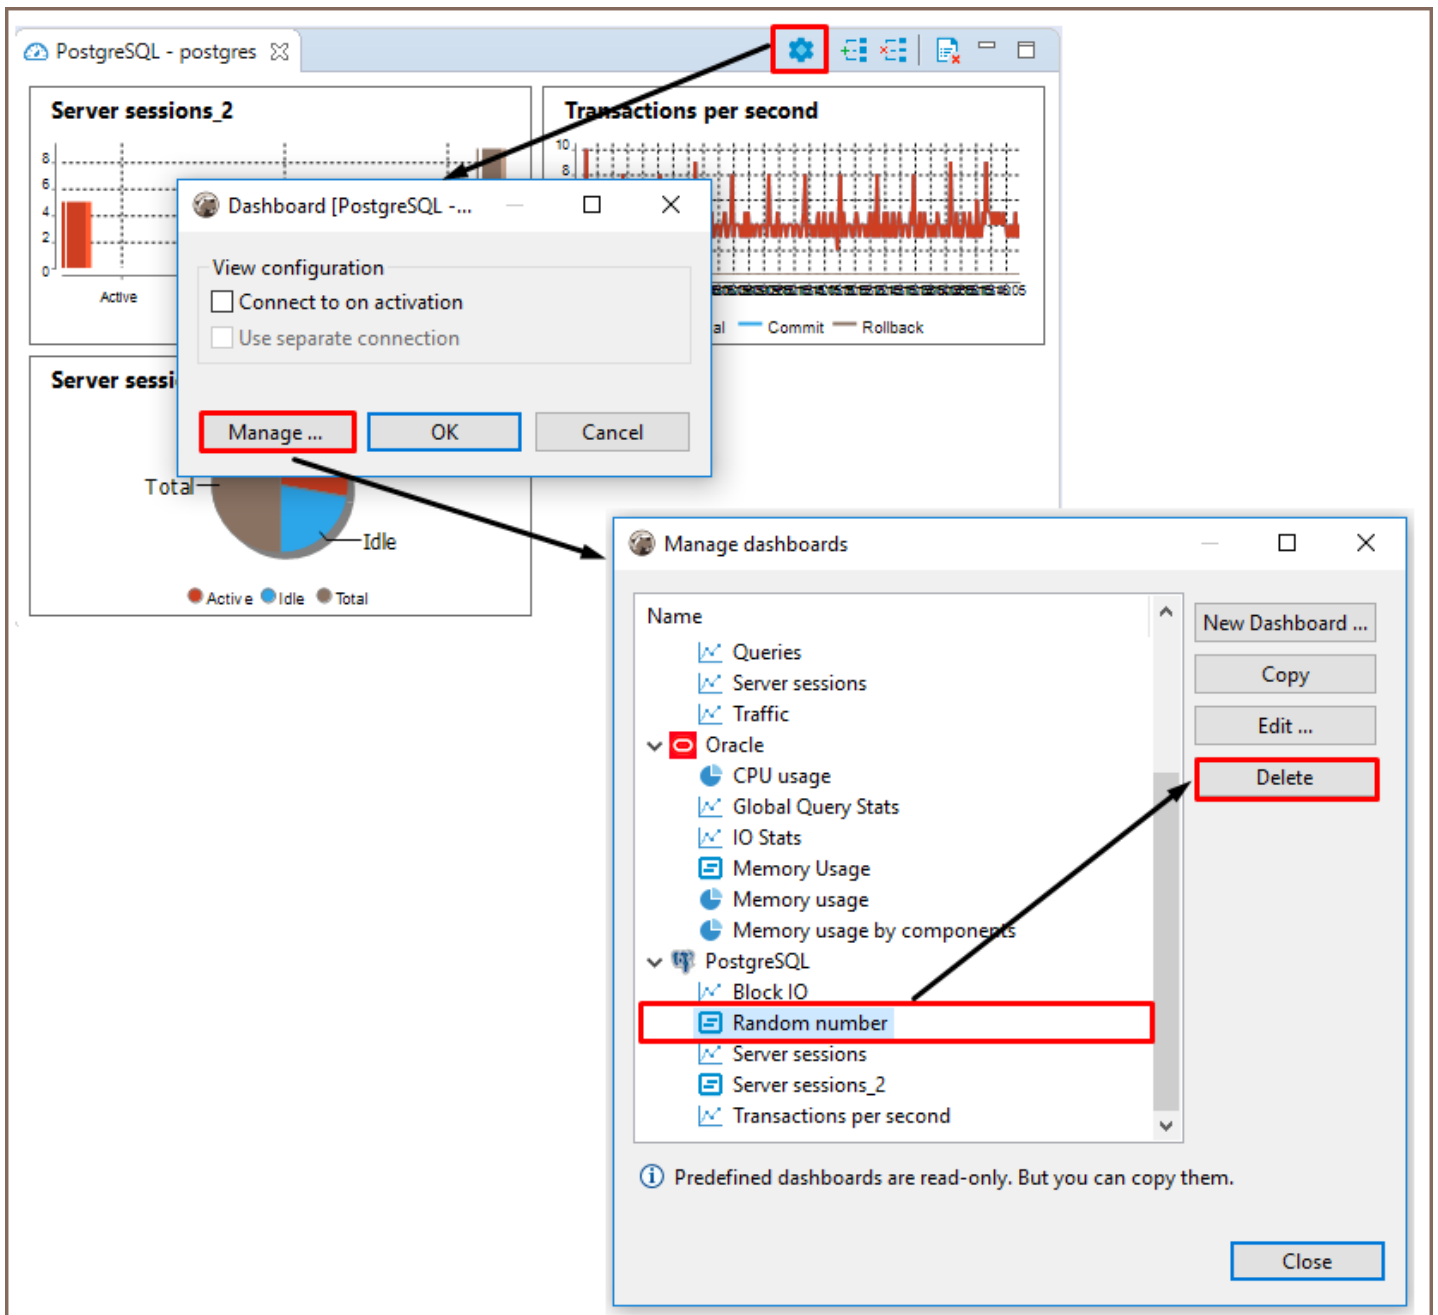 PostgreSQL - postgres
Server sessions_2
8
6
4
2
0
Active
Transactions per second
10
8
al Commit Rollback
Dashboard [PostgreSQL -...
View configuration
Connect to on activation
Use separate connection
Manage ...
OK
Cancel
Server sessi
Total
Idle
Active Idle Total
Manage dashboards
Name
Queries
Server sessions
Traffic
Oracle
CPU usage
Global Query Stats
IO Stats
Memory Usage
Memory usage
Memory usage by components
PostgreSQL
Block IO
Random number
Server sessions
Server sessions_2
Transactions per second
New Dashboard ...
Copy
Edit ...
Delete
Predefined dashboards are read-only. But you can copy them.
Close